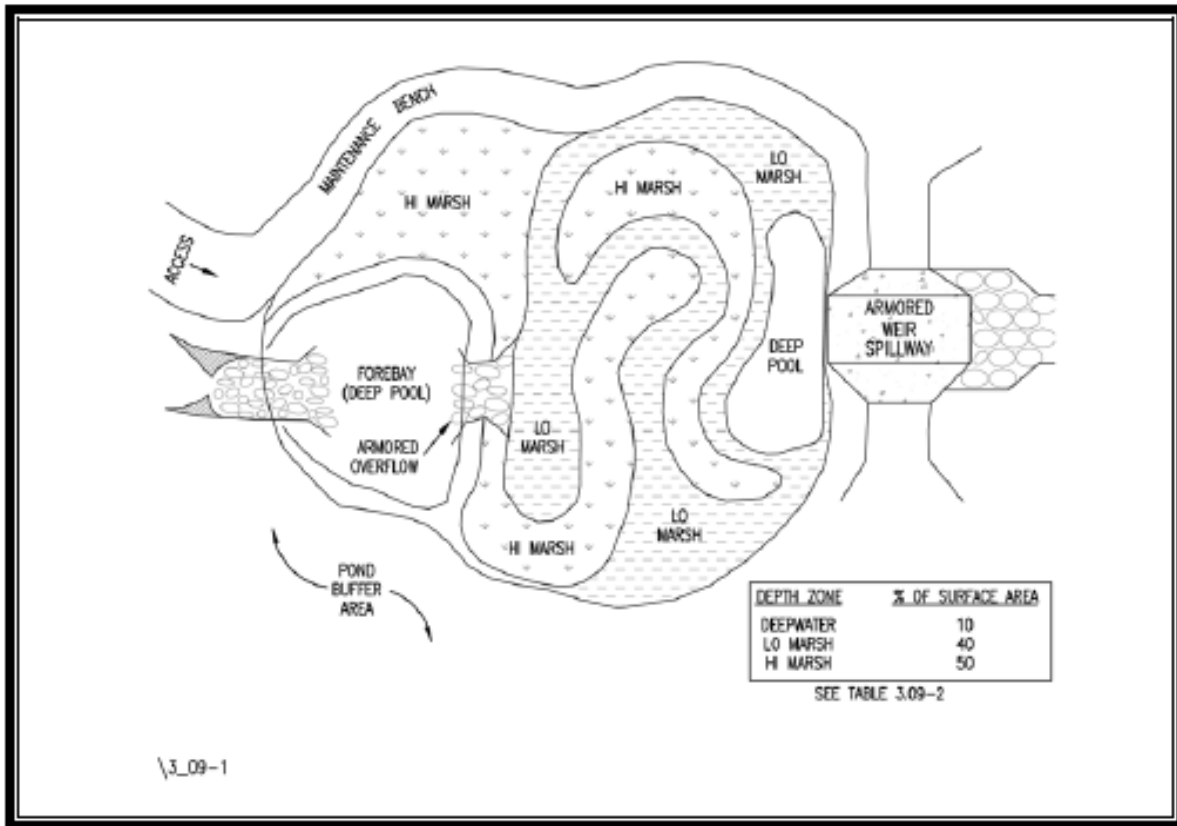 MAINTENANCE BENCH
HI MARSH
HI MARSH
LO
MARSH
ACCESS
ARMORED
WEIR
SPILLWAY
DEEP
POOL
FOREBAY
(DEEP POOL)
LO
MARSH
ARMORED
OVERFLOW
LO
MARSH
HI MARSH
POND
BUFFER
AREA
DEPTH ZONE % OF SURFACE AREA
DEEPWATER 10
LO MARSH 40
HI MARSH 50
SEE TABLE 3.09-2
\3_09-1